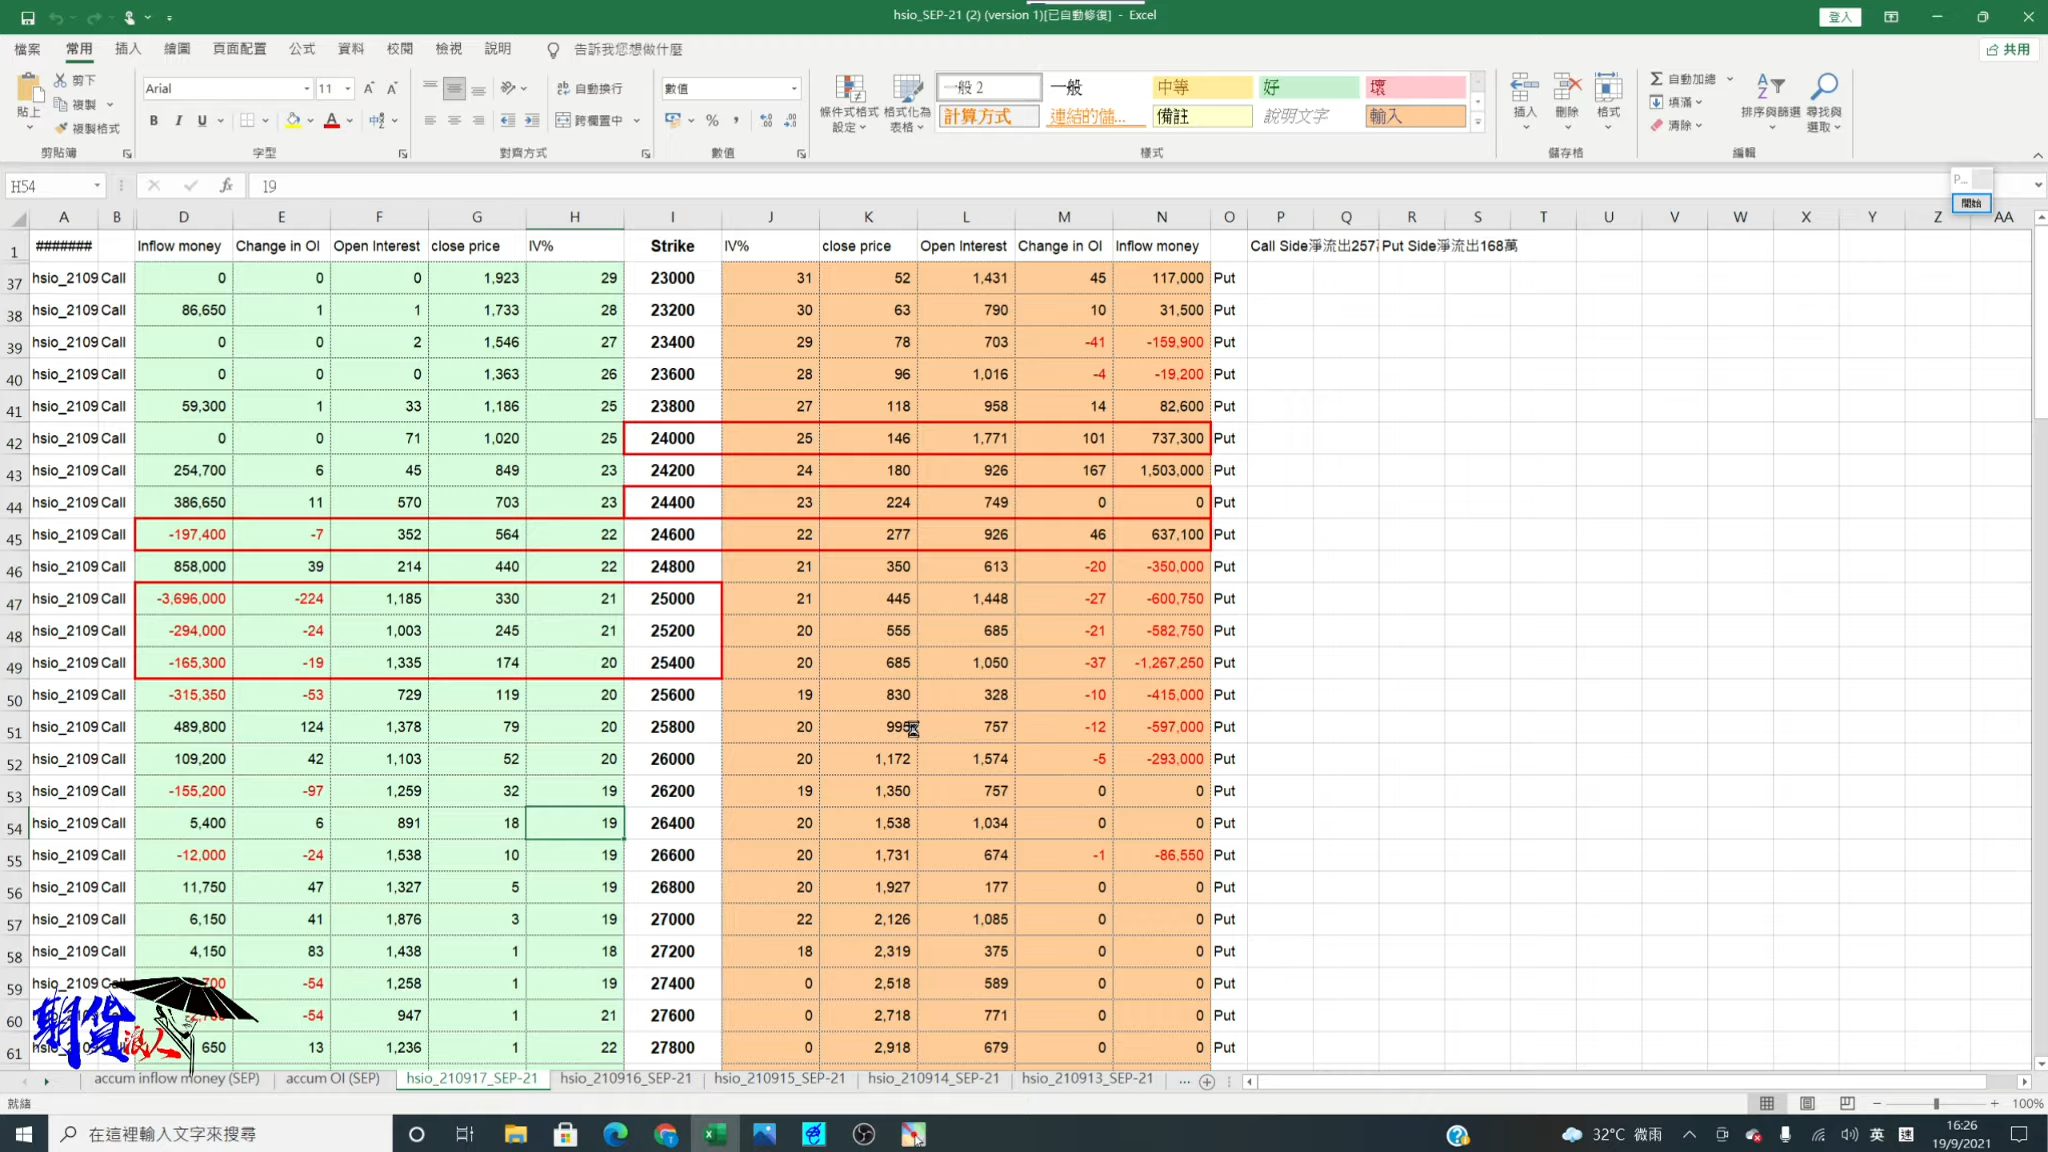 hsio_SEP-21 (2) (version 1)[已自動修復] - Excel
登入
檔案 常用 插入 繪圖 頁面配置 公式 資料 校閱 檢視 說明 告訴我您想做什麼 共用
貼上 剪下 複製 複製格式 剪貼簿
Arial 11 B I U A 字型
自動換行 跨欄置中 對齊方式
數值 % , 數值
條件式格式設定 格式化為表格 一般 2 一般 中等 好 壞
計算方式 連結的儲... 備註 說明文字 輸入 樣式
插入 刪除 格式 儲存格
自動加總 填滿 清除 排序與篩選 尋找與選取 編輯
H54 fx 19
P... 開始
A B D E F G H I J K L M N O P Q R S T U V W X Y Z AA
1 ####### Inflow money Change in OI Open Interest close price IV% Strike IV% close price Open Interest Change in OI Inflow money Call Side淨流出257 Put Side淨流出168萬
37 hsio_2109 Call 0 0 0 1,923 29 23000 31 52 1,431 45 117,000 Put
38 hsio_2109 Call 86,650 1 1 1,733 28 23200 30 63 790 10 31,500 Put
39 hsio_2109 Call 0 0 2 1,546 27 23400 29 78 703 -41 -159,900 Put
40 hsio_2109 Call 0 0 0 1,363 26 23600 28 96 1,016 -4 -19,200 Put
41 hsio_2109 Call 59,300 1 33 1,186 25 23800 27 118 958 14 82,600 Put
42 hsio_2109 Call 0 0 71 1,020 25 24000 25 146 1,771 101 737,300 Put
43 hsio_2109 Call 254,700 6 45 849 23 24200 24 180 926 167 1,503,000 Put
44 hsio_2109 Call 386,650 11 570 703 23 24400 23 224 749 0 0 Put
45 hsio_2109 Call -197,400 -7 352 564 22 24600 22 277 926 46 637,100 Put
46 hsio_2109 Call 858,000 39 214 440 22 24800 21 350 613 -20 -350,000 Put
47 hsio_2109 Call -3,696,000 -224 1,185 330 21 25000 21 445 1,448 -27 -600,750 Put
48 hsio_2109 Call -294,000 -24 1,003 245 21 25200 20 555 685 -21 -582,750 Put
49 hsio_2109 Call -165,300 -19 1,335 174 20 25400 20 685 1,050 -37 -1,267,250 Put
50 hsio_2109 Call -315,350 -53 729 119 20 25600 19 830 328 -10 -415,000 Put
51 hsio_2109 Call 489,800 124 1,378 79 20 25800 20 995 757 -12 -597,000 Put
52 hsio_2109 Call 109,200 42 1,103 52 20 26000 20 1,172 1,574 -5 -293,000 Put
53 hsio_2109 Call -155,200 -97 1,259 32 19 26200 19 1,350 757 0 0 Put
54 hsio_2109 Call 5,400 6 891 18 19 26400 20 1,538 1,034 0 0 Put
55 hsio_2109 Call -12,000 -24 1,538 10 19 26600 20 1,731 674 -1 -86,550 Put
56 hsio_2109 Call 11,750 47 1,327 5 19 26800 20 1,927 177 0 0 Put
57 hsio_2109 Call 6,150 41 1,876 3 19 27000 22 2,126 1,085 0 0 Put
58 hsio_2109 Call 4,150 83 1,438 1 18 27200 18 2,319 375 0 0 Put
59 hsio_2109 700 -54 1,258 1 19 27400 0 2,518 589 0 0 Put
60 -54 947 1 21 27600 0 2,718 771 0 0 Put
61 650 13 1,236 1 22 27800 0 2,918 679 0 0 Put
期貨浪人
accum inflow money (SEP) accum OI (SEP) hsio_210917_SEP-21 hsio_210916_SEP-21 hsio_210915_SEP-21 hsio_210914_SEP-21 hsio_210913_SEP-21 ...
就緒 100%
在這裡輸入文字來搜尋 32°C 微雨 英 速 16:26
19/9/2021